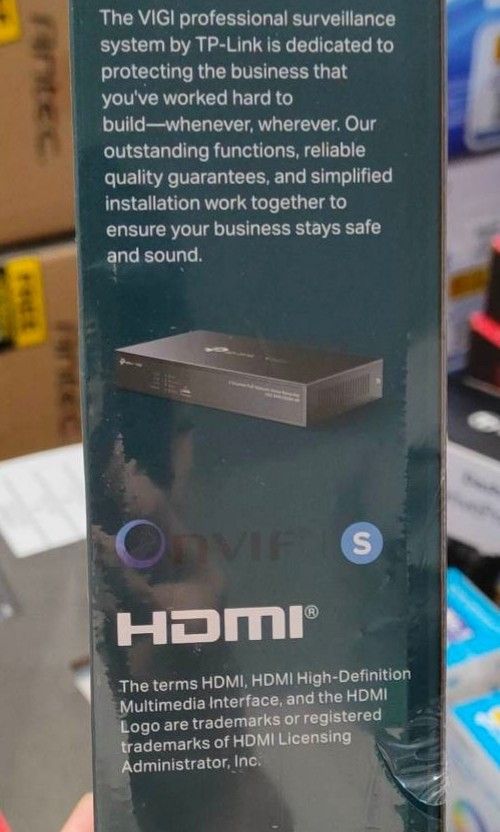 The VIGI professional surveillance
system by TP-Link is dedicated to
protecting the business that
you've worked hard to
build—whenever, wherever. Our
outstanding functions, reliable
quality guarantees, and simplified
installation work together to
ensure your business stays safe
and sound.
ONVIF® S
HDMI®
The terms HDMI, HDMI High-Definition
Multimedia Interface, and the HDMI
Logo are trademarks or registered
trademarks of HDMI Licensing
Administrator, Inc.